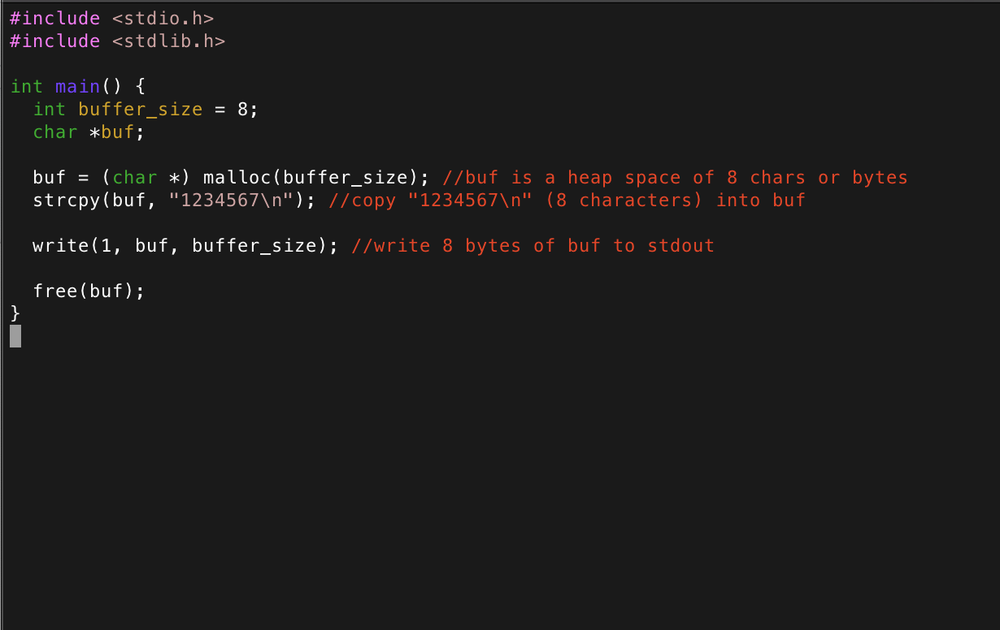 #include <stdio.h>
#include <stdlib.h>
int main() {
int buffer_size = 8;
char *buf;
buf = (char *) malloc(buffer_size); //buf is a heap space of 8 chars or bytes
strcpy(buf, "1234567\n"); //copy "1234567\n" (8 characters) into buf
write(1, buf, buffer_size); //write 8 bytes of buf to stdout
free(buf);
}